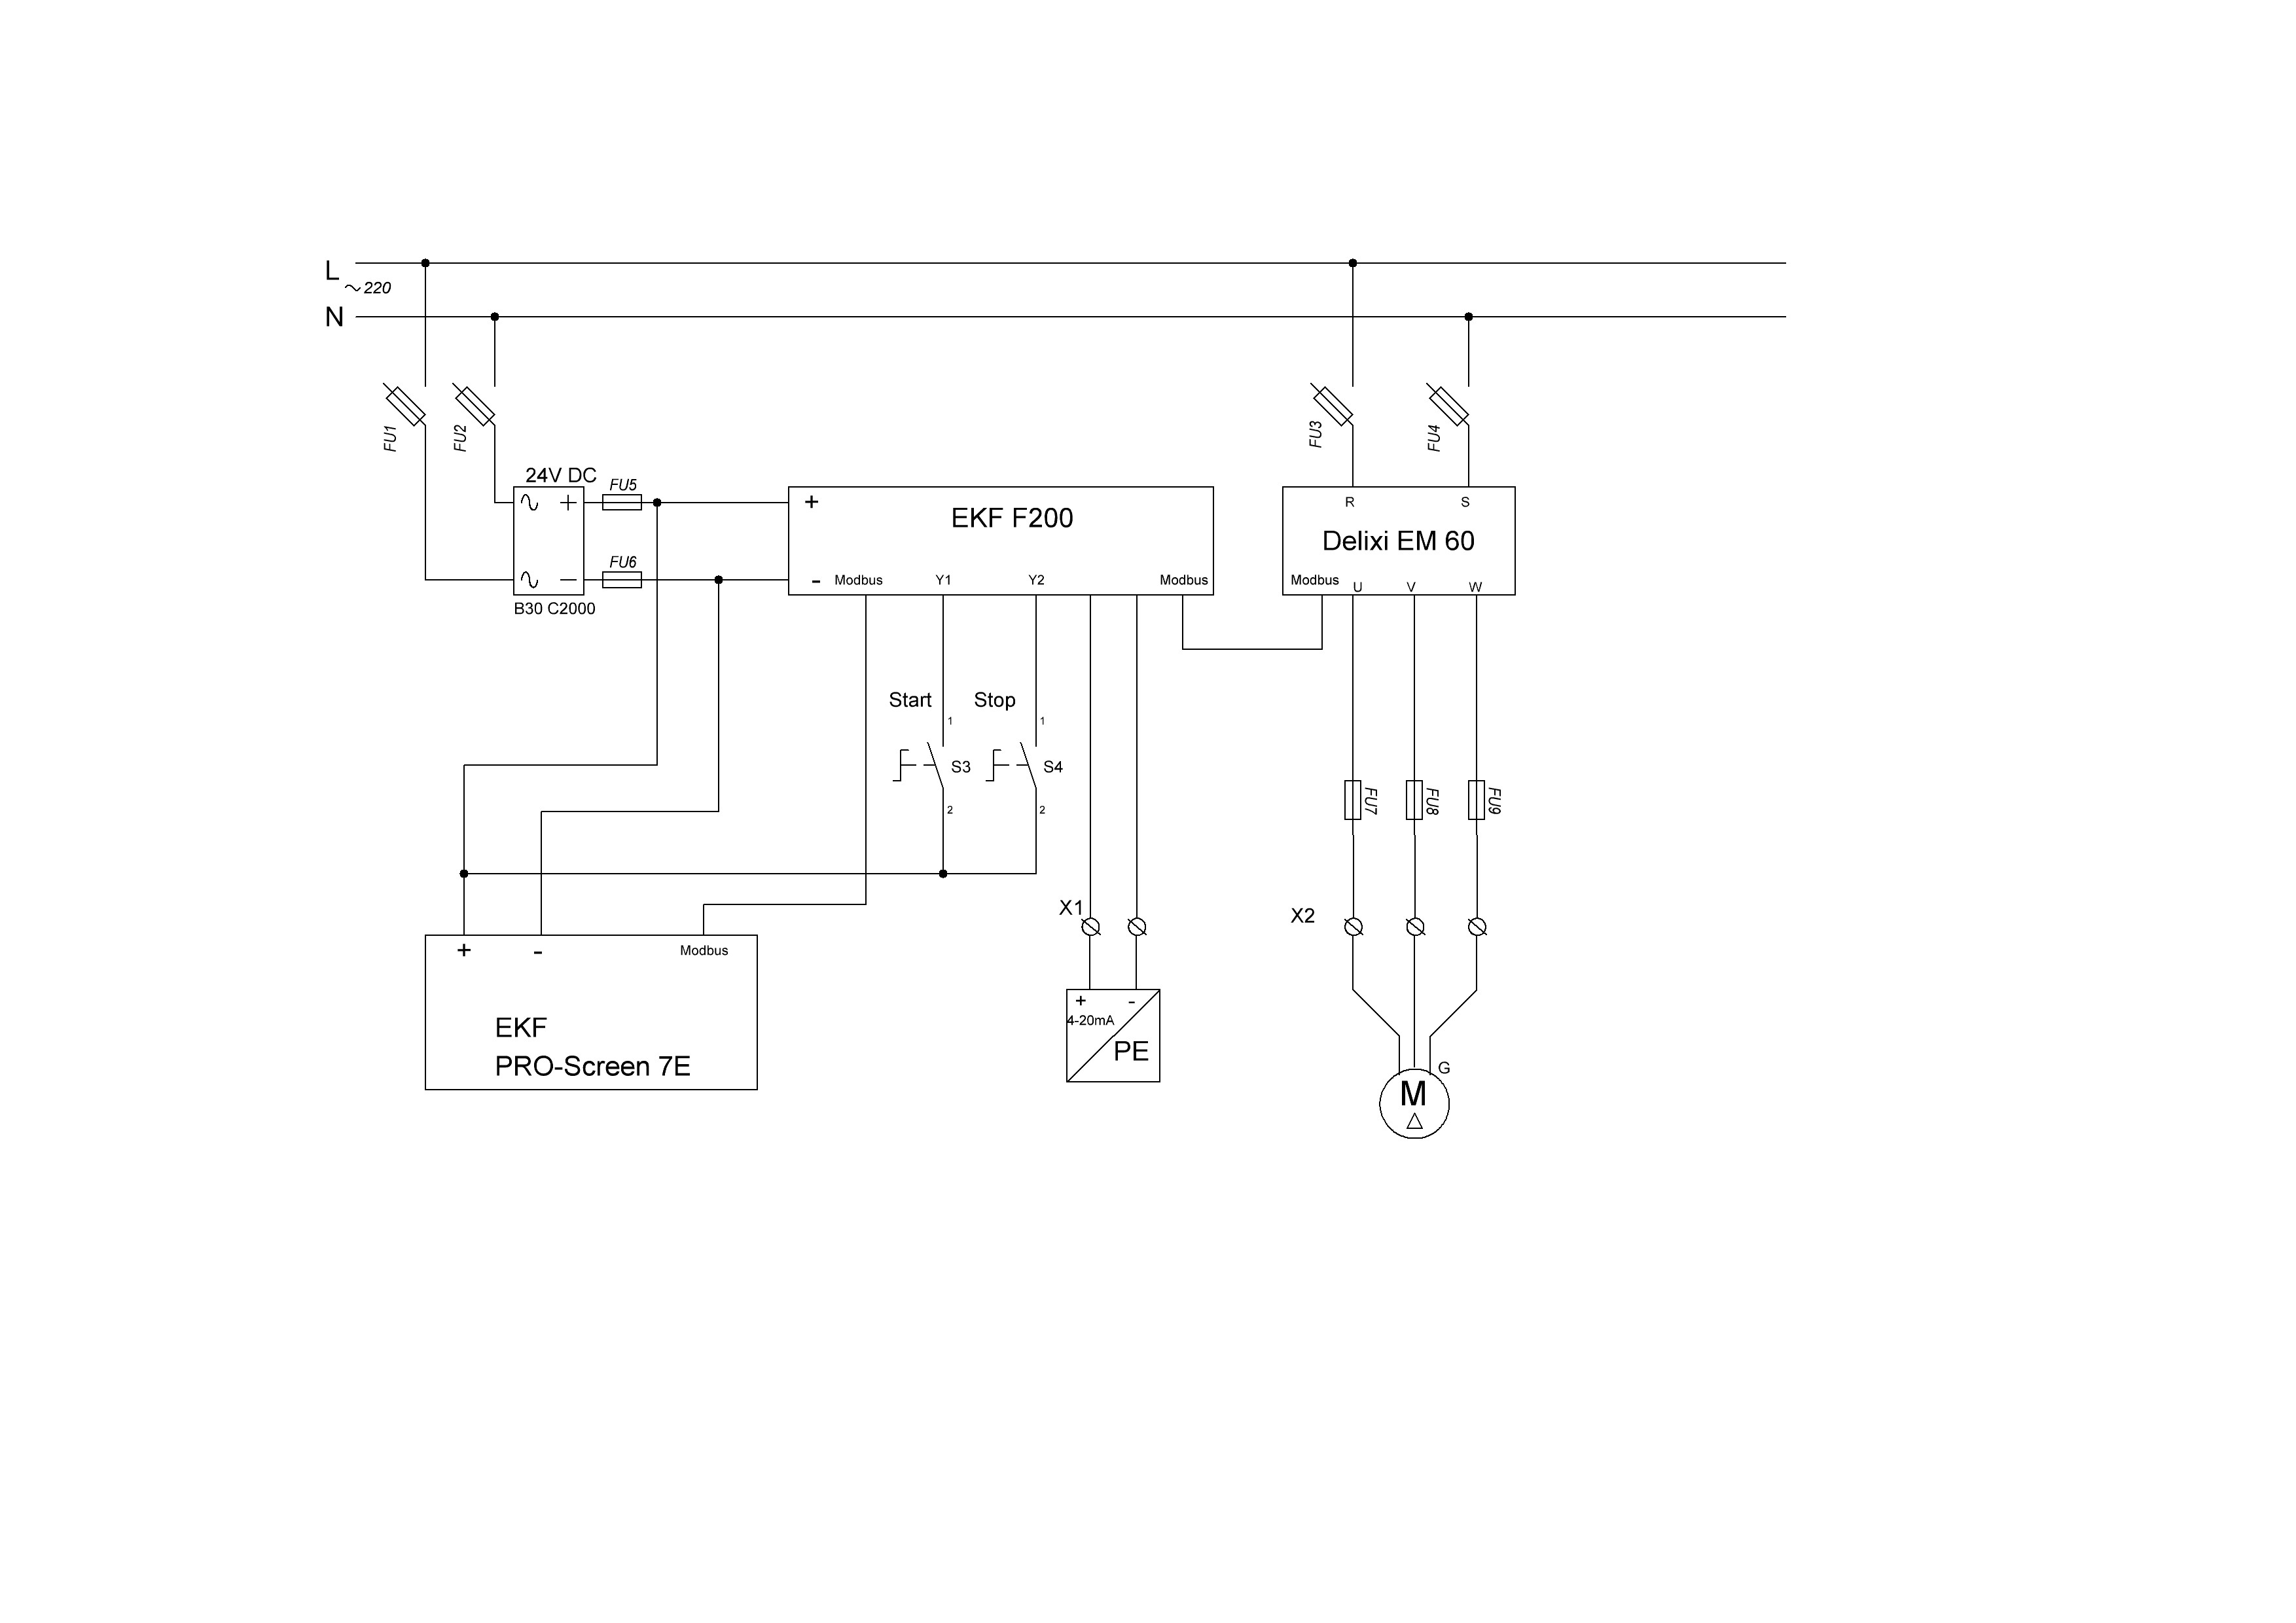 L
~ 220
N
FU1
FU2
FU3
FU4
24V DC
FU5
FU6
B30 C2000
+
EKF F200
-
Modbus
Y1
Y2
Modbus
R
S
Delixi EM 60
Modbus
U
V
W
Start
Stop
1
1
S3
S4
2
2
FU7
FU8
FU9
X1
X2
+
-
Modbus
EKF
PRO-Screen 7E
+
-
4-20mA
PE
G
M